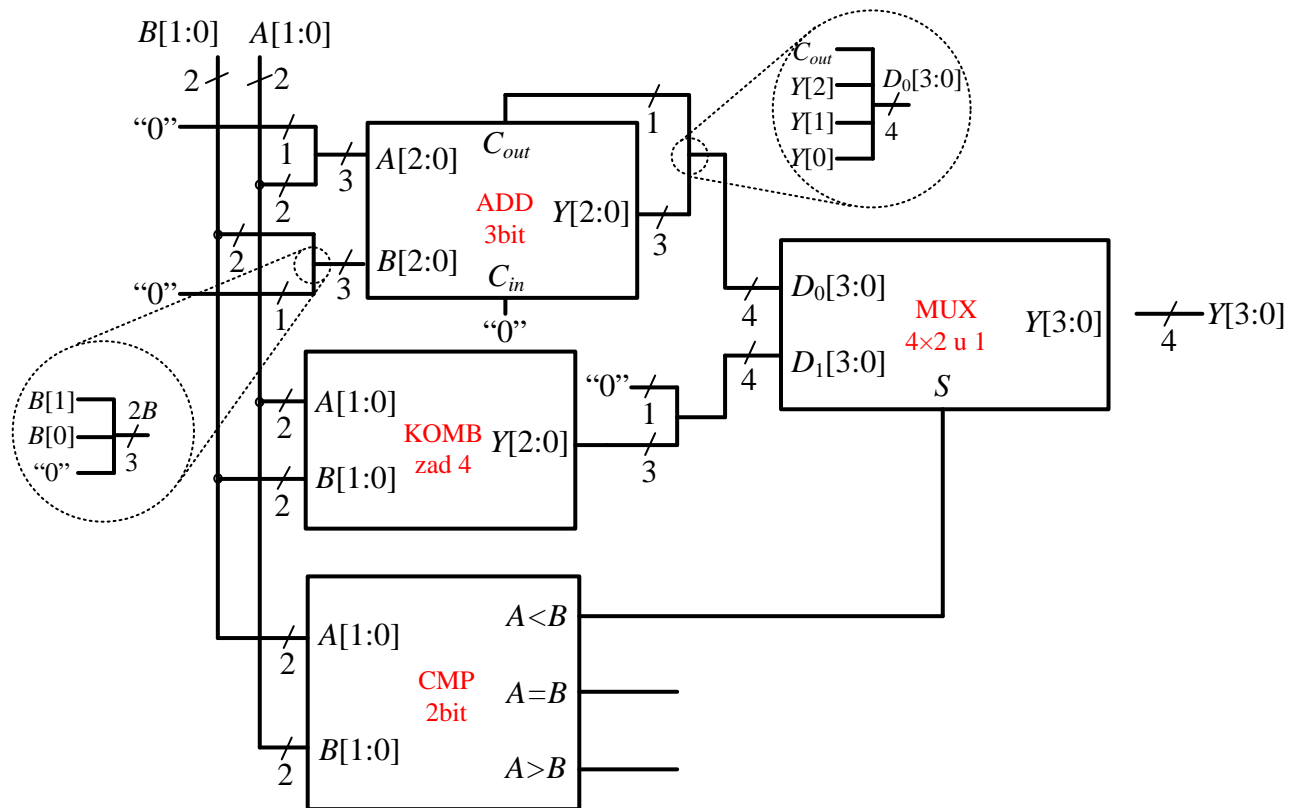 B[1:0] A[1:0]
2 2
"0"
1
2
3
2
"0"
1
3
A[2:0]
B[2:0]
C_out
ADD
3bit
Y[2:0]
C_in
"0"
1
3
C_out
Y[2]
Y[1]
Y[0]
D_0[3:0]
4
4
4
D_0[3:0]
D_1[3:0]
MUX
4×2 u 1
S
Y[3:0]
4
Y[3:0]
B[1]
B[0]
"0"
2B
3
2
2
A[1:0]
B[1:0]
KOMB
zad 4
Y[2:0]
"0"
1
3
2
2
A[1:0]
B[1:0]
CMP
2bit
A<B
A=B
A>B